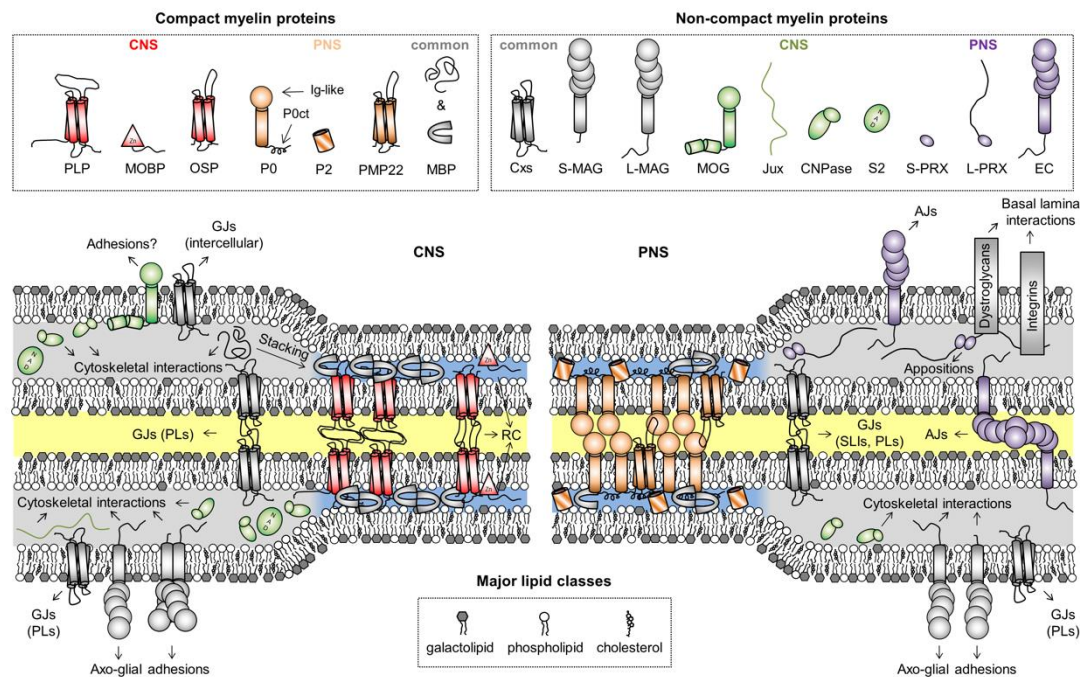 Compact myelin proteins
Non-compact myelin proteins
CNS
PNS
common
common
CNS
PNS
Ig-like
P0ct
&
Zn
N
A
D
PLP
MOBP
OSP
P0
P2
PMP22
MBP
Cxs
S-MAG
L-MAG
MOG
Jux
CNPase
S2
S-PRX
L-PRX
EC
Adhesions?
GJs
(intercellular)
CNS
PNS
AJs
Basal lamina
interactions
Dystroglycans
Integrins
N
A
D
Cytoskeletal interactions
Stacking
Zn
Appositions
GJs (PLs)
RC
GJs
(SLIs, PLs)
AJs
Cytoskeletal interactions
N
A
D
Zn
Cytoskeletal interactions
GJs
(PLs)
Axo-glial adhesions
Major lipid classes
galactolipid
phospholipid
cholesterol
GJs
(PLs)
Axo-glial adhesions